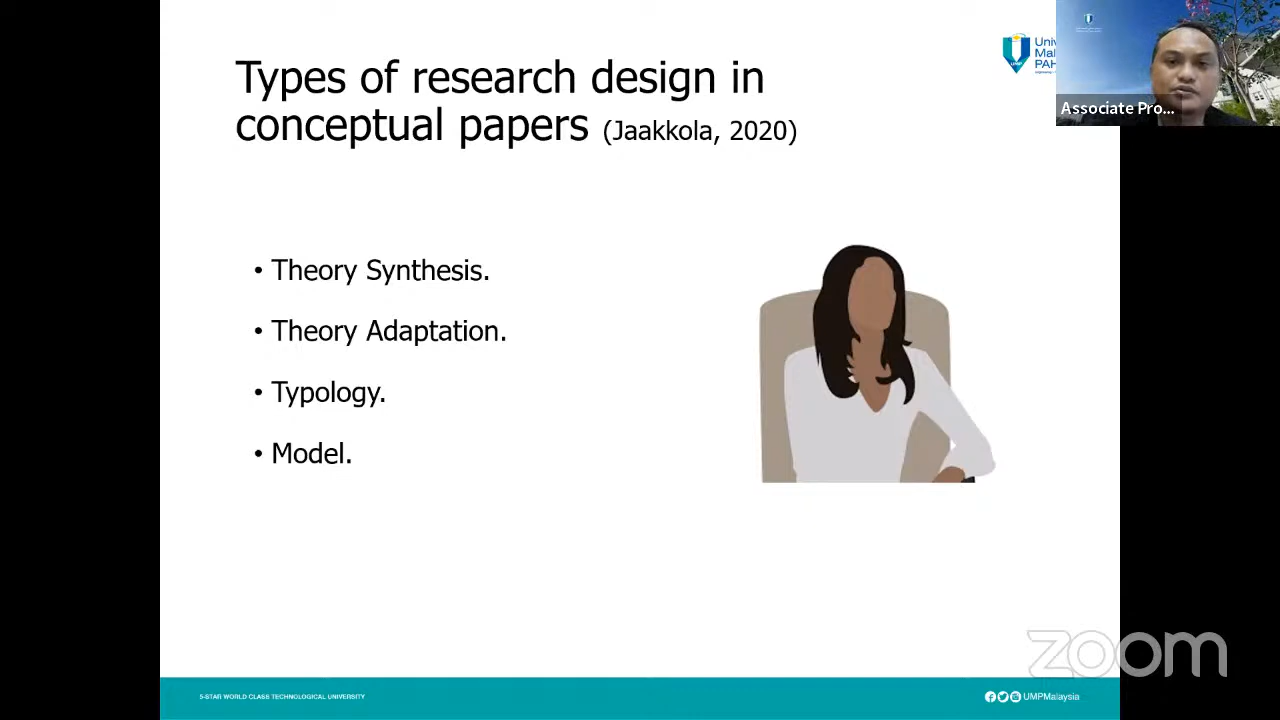 Types of research design in
conceptual papers (Jaakkola, 2020)
Associate Pro...
• Theory Synthesis.
• Theory Adaptation.
• Typology.
• Model.
zoom
5-STAR WORLD CLASS TECHNOLOGICAL UNIVERSITY
UMPMalaysia